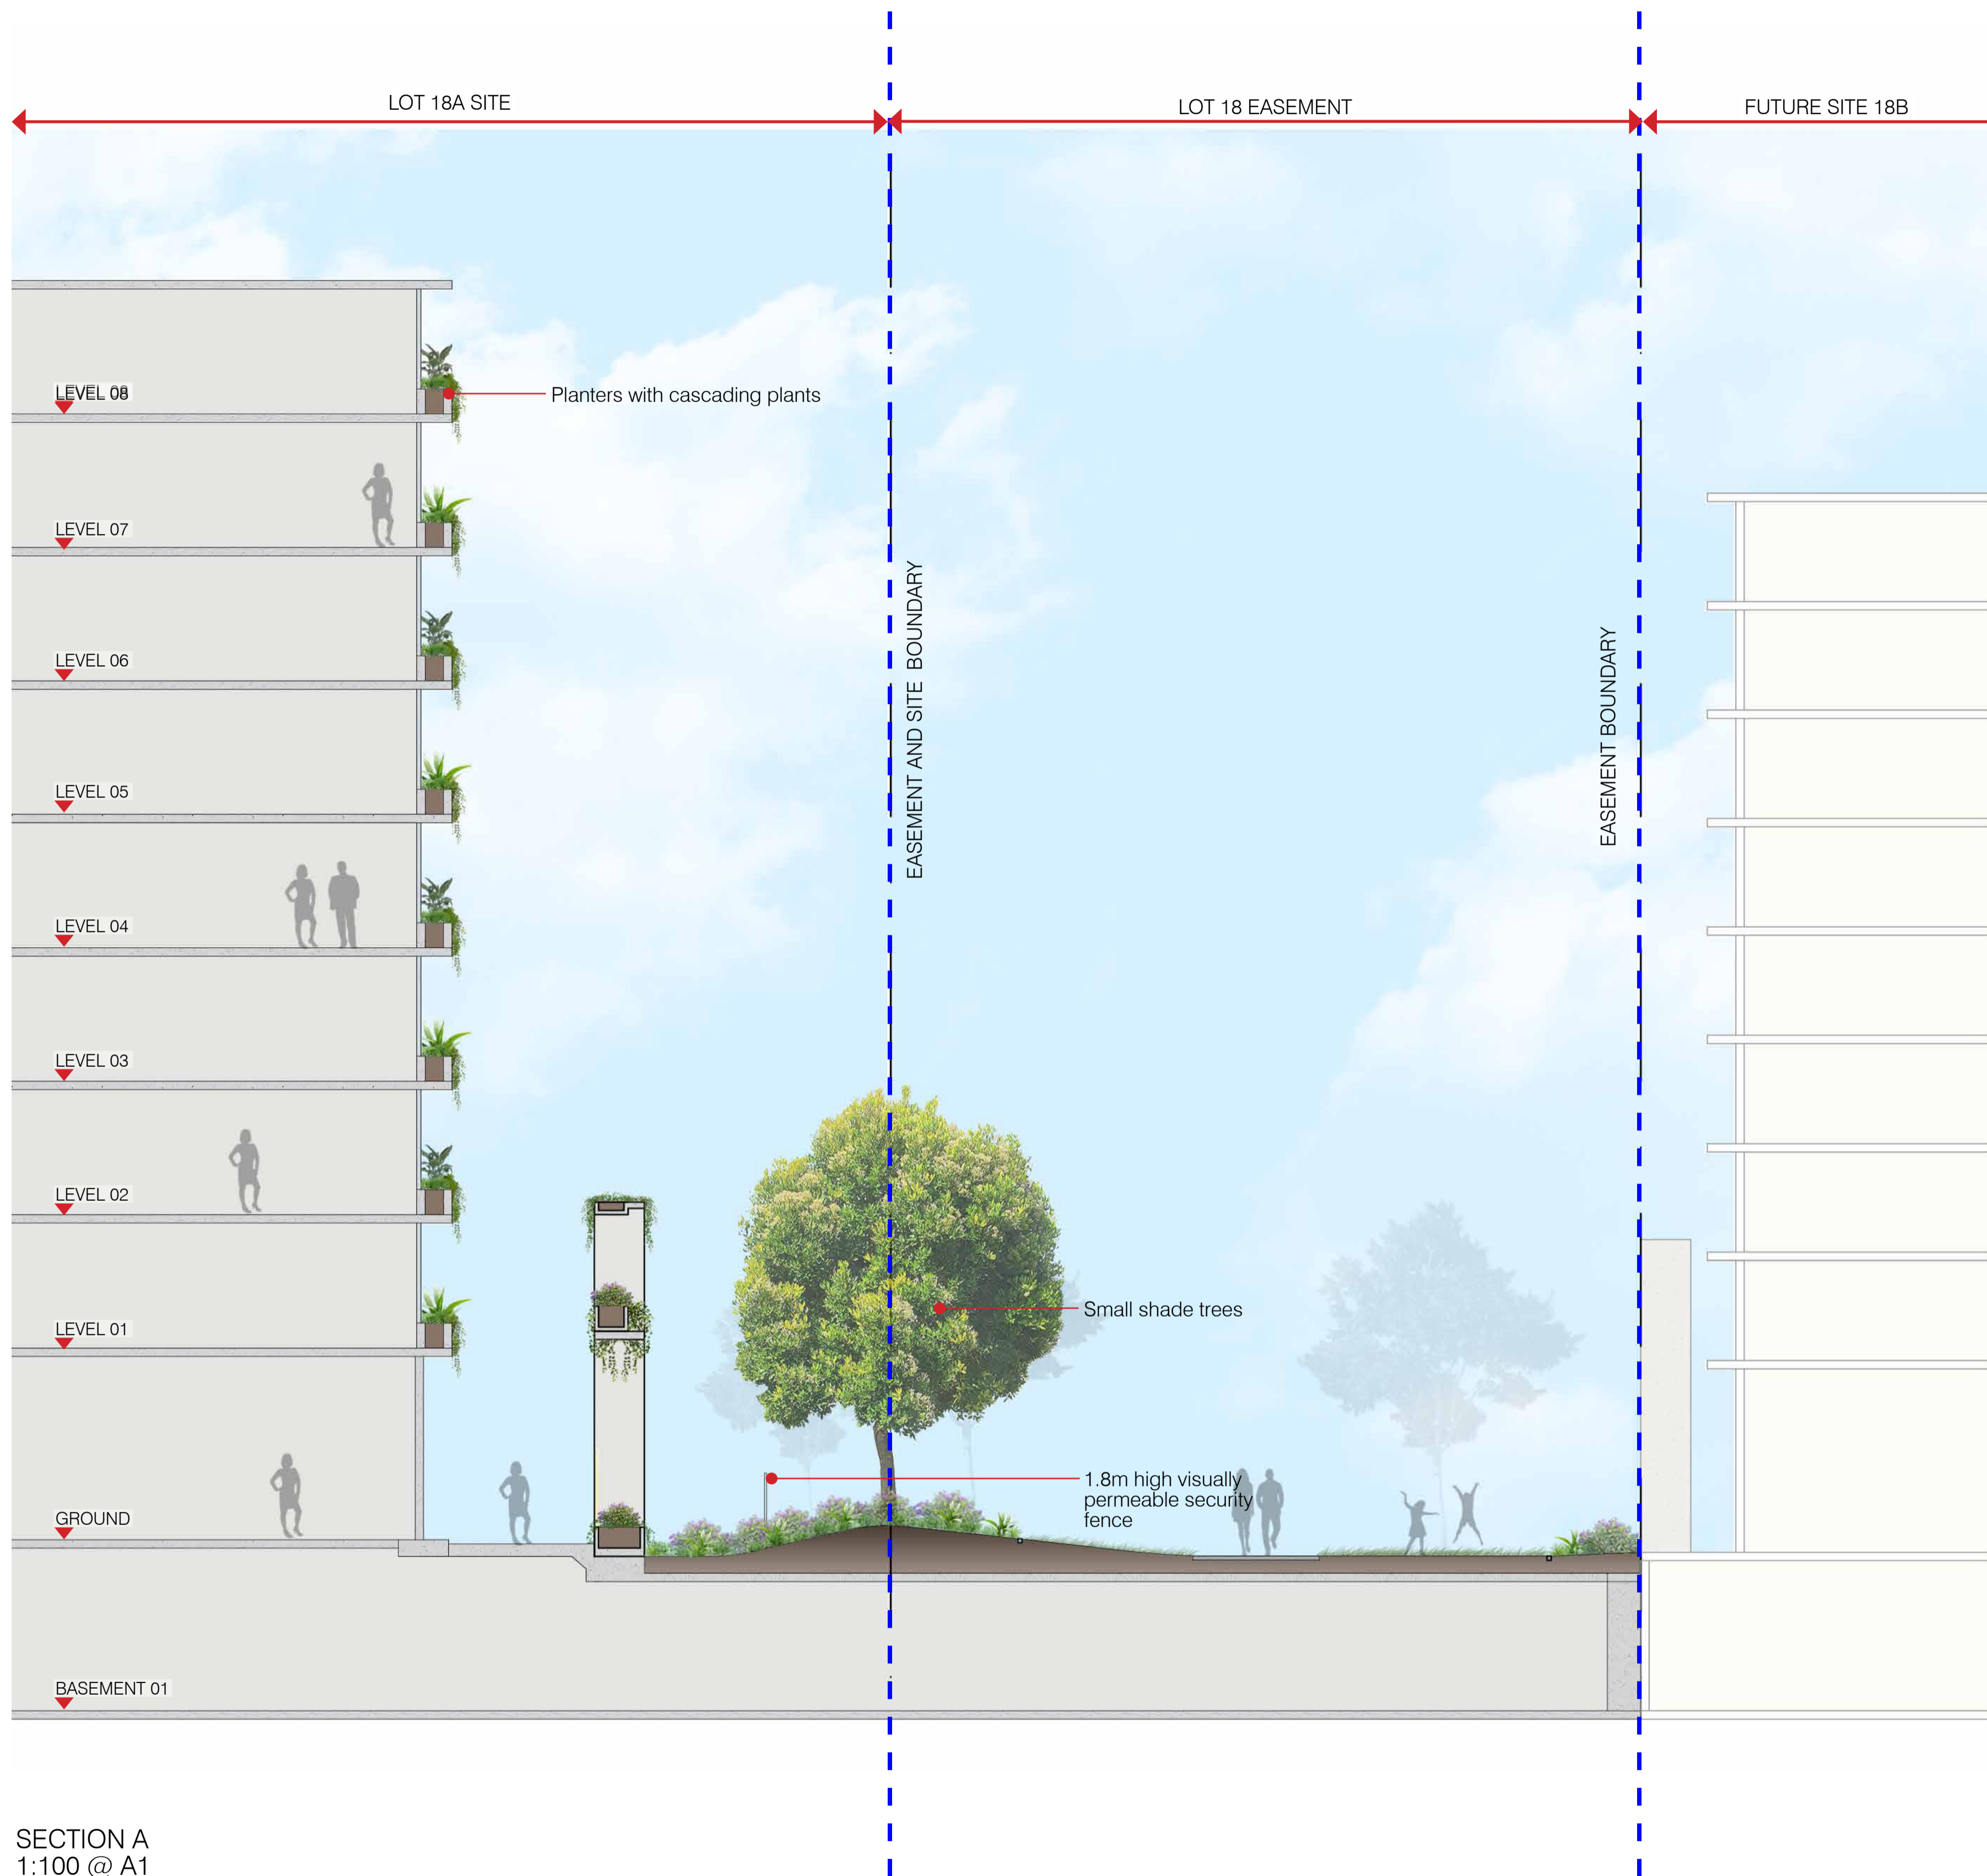 LOT 18A SITE
LOT 18 EASEMENT
FUTURE SITE 18B
LEVEL 08
Planters with cascading plants
LEVEL 07
EASEMENT AND SITE BOUNDARY
EASEMENT BOUNDARY
LEVEL 06
LEVEL 05
LEVEL 04
LEVEL 03
LEVEL 02
LEVEL 01
Small shade trees
1.8m high visually
permeable security
fence
GROUND
BASEMENT 01
SECTION A
1:100 @ A1